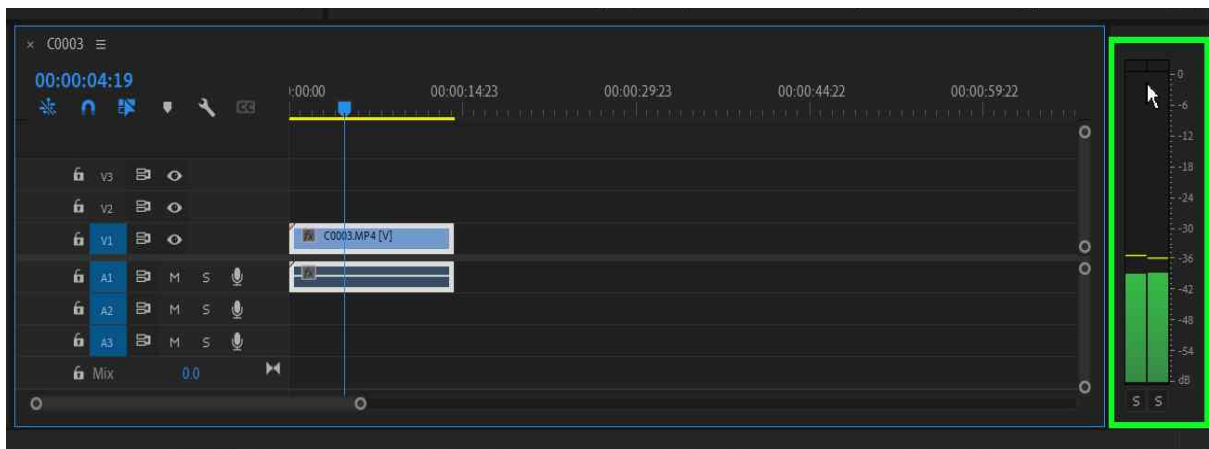 × C0003 ☰
00:00:04:19
:00:00 00:00:14:23 00:00:29:23 00:00:44:22 00:00:59:22
V3
V2
V1 fx C0003.MP4 [V]
A1 M S fx
A2 M S
A3 M S
Mix 0.0
0
-6
-12
-18
-24
-30
-36
-42
-48
-54
dB
S S